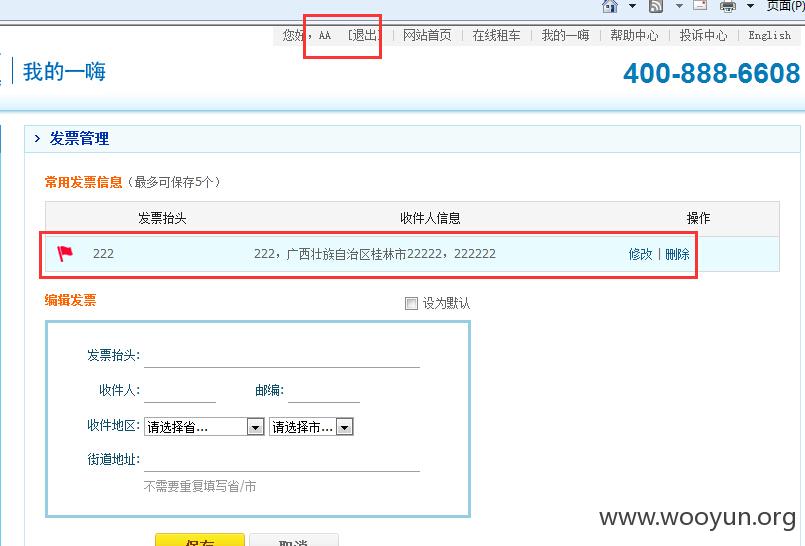 页面(P)
您好，AA [退出] | 网站首页 | 在线租车 | 我的一嗨 | 帮助中心 | 投诉中心 | English
我的一嗨
400-888-6608
发票管理
常用发票信息（最多可保存5个）
发票抬头 收件人信息 操作
222 222，广西壮族自治区桂林市22222，222222 修改 | 删除
编辑发票 设为默认
发票抬头:
收件人: 邮编:
收件地区: 请选择省... 请选择市...
街道地址:
不需要重复填写省/市
www.wooyun.org
保存 取消